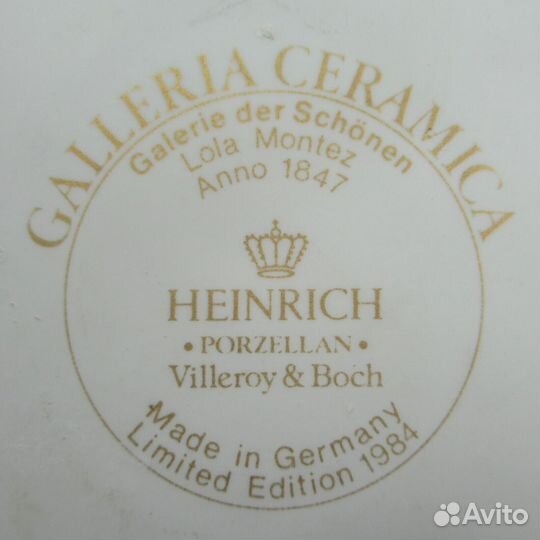 GALLERIA CERAMICA
Galerie der Schönen
Lola Montez
Anno 1847
HEINRICH
• PORZELLAN •
Villeroy & Boch
Made in Germany
Limited Edition 1984
Avito